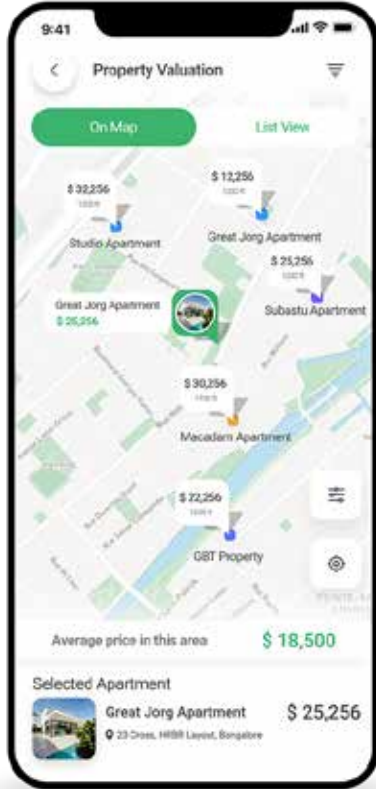 9:41
Property Valuation
On Map
List View
$ 32,256
Studio Apartment
$ 12,256
Great Jorg Apartment
$ 25,256
Subastu Apartment
Great Jorg Apartment
$ 25,256
$ 30,256
Macadam Apartment
$ 22,256
GBT Property
Average price in this area
$ 18,500
Selected Apartment
Great Jorg Apartment
$ 25,256
23 Cross, HRBR Layout, Bangalore